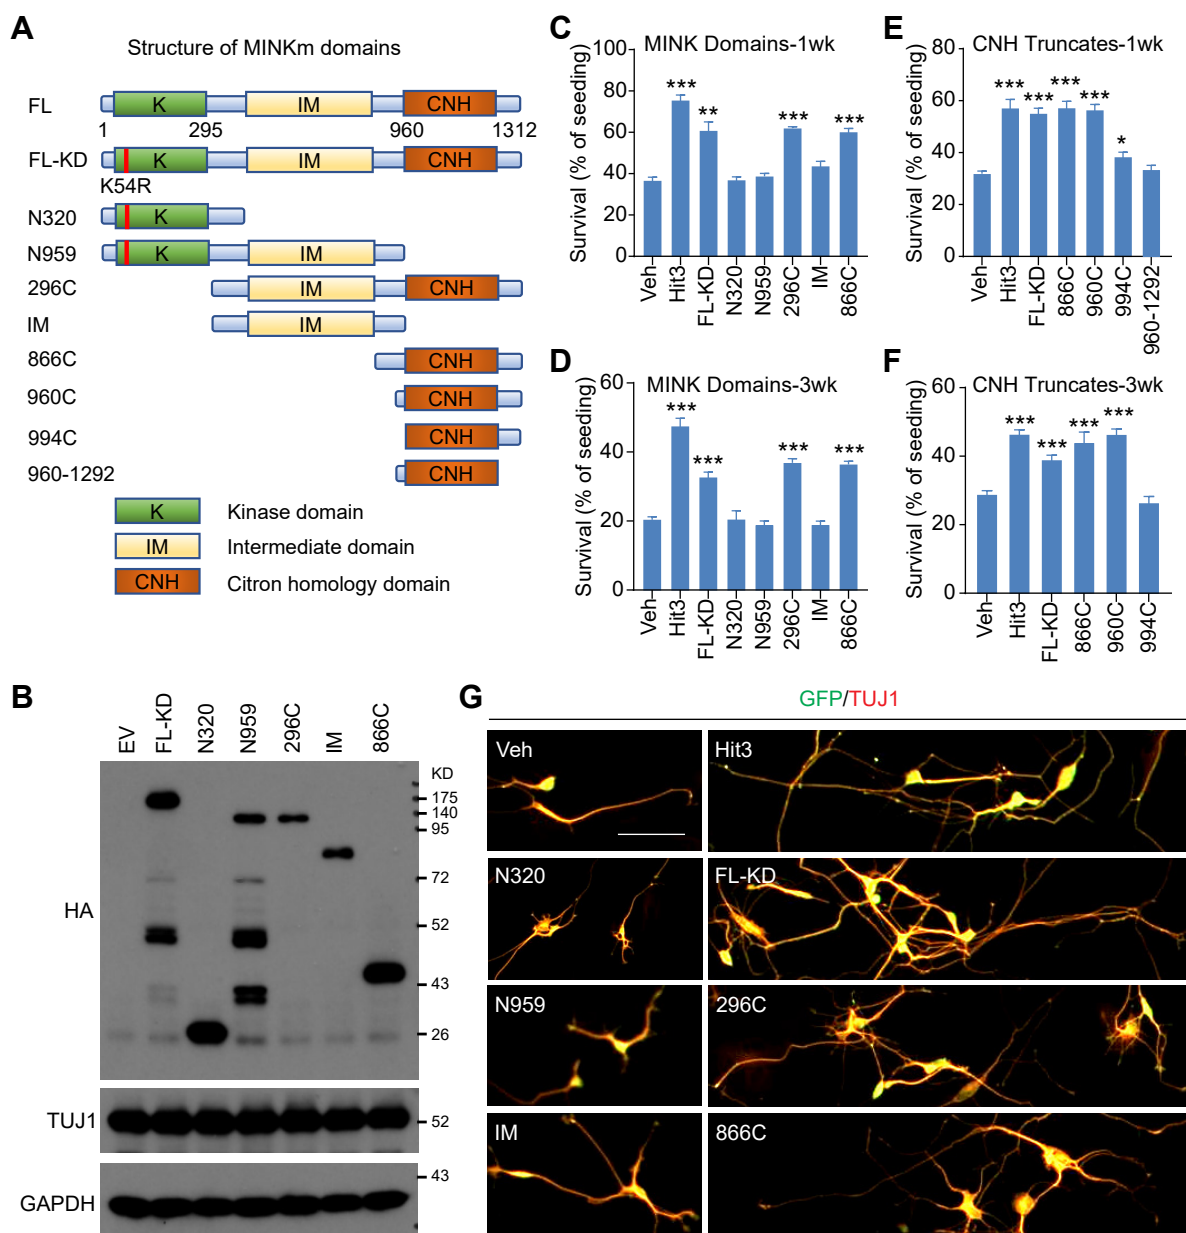 A
Structure of MINKm domains
FL
K
IM
CNH
1
295
960
1312
FL-KD
K
IM
CNH
K54R
N320
K
N959
K
IM
296C
IM
CNH
IM
IM
866C
CNH
960C
CNH
994C
CNH
960-1292
CNH
K
Kinase domain
IM
Intermediate domain
CNH
Citron homology domain
B
EV
FL-KD
N320
N959
296C
IM
866C
KD
175
140
95
72
52
43
26
HA
TUJ1
52
43
GAPDH
C
MINK Domains-1wk
Survival (% of seeding)
100
80
60
40
20
0
***
**
***
***
Veh
Hit3
FL-KD
N320
N959
296C
IM
866C
D
MINK Domains-3wk
Survival (% of seeding)
60
40
20
0
***
***
***
***
Veh
Hit3
FL-KD
N320
N959
296C
IM
866C
E
CNH Truncates-1wk
Survival (% of seeding)
80
60
40
20
0
***
***
***
***
*
Veh
Hit3
FL-KD
866C
960C
994C
960-1292
F
CNH Truncates-3wk
Survival (% of seeding)
60
40
20
0
***
***
***
***
Veh
Hit3
FL-KD
866C
960C
994C
G
GFP/TUJ1
Veh
Hit3
N320
FL-KD
N959
296C
IM
866C